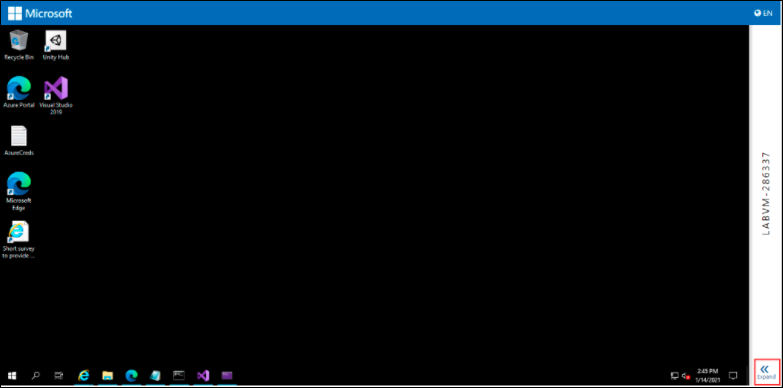 Microsoft
EN
Recycle Bin
Unity Hub
Azure Portal
Visual Studio
2019
AzureCreds
Microsoft
Edge
Short survey
to provide ...
LABVM-286337
2:45 PM
1/14/2021
Expand